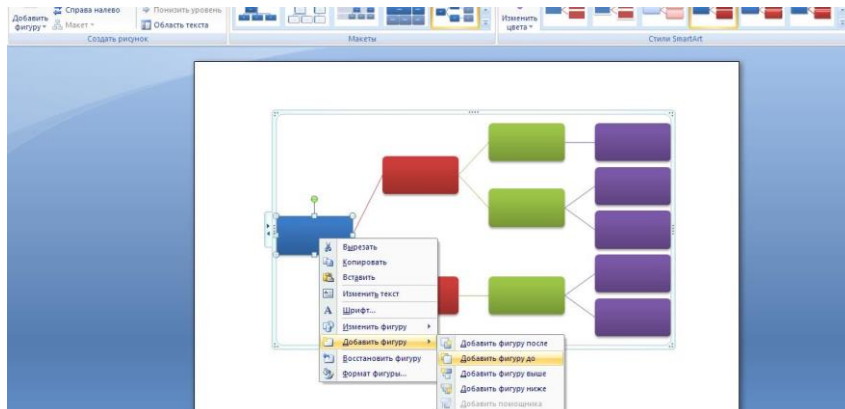 Добавить фигуру
Справа налево
Макет
Понизить уровень
Область текста
Создать рисунок
Макеты
Изменить цвета
Стили SmartArt
Вырезать
Копировать
Вставить
Изменить текст
Шрифт...
Изменить фигуру
Добавить фигуру
Восстановить фигуру
Формат фигуры...
Добавить фигуру после
Добавить фигуру до
Добавить фигуру выше
Добавить фигуру ниже
Добавить помощника